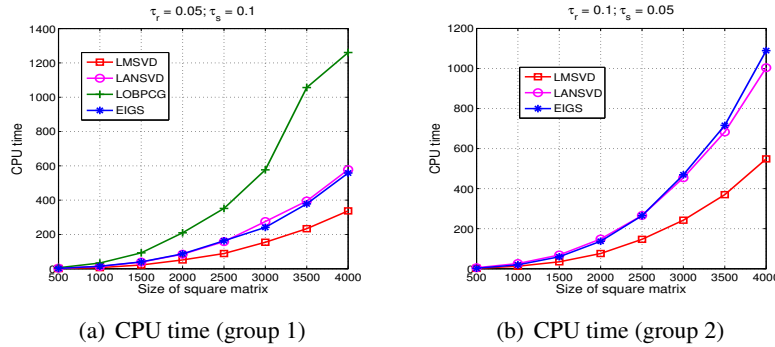 τr = 0.05; τs = 0.1
CPU time
1400
1200
1000
800
600
400
200
0
LMSVD
LANSVD
LOBPCG
EIGS
500 1000 1500 2000 2500 3000 3500 4000
Size of square matrix
(a) CPU time (group 1)
τr = 0.1; τs = 0.05
CPU time
1200
1000
800
600
400
200
0
LMSVD
LANSVD
EIGS
500 1000 1500 2000 2500 3000 3500 4000
Size of square matrix
(b) CPU time (group 2)